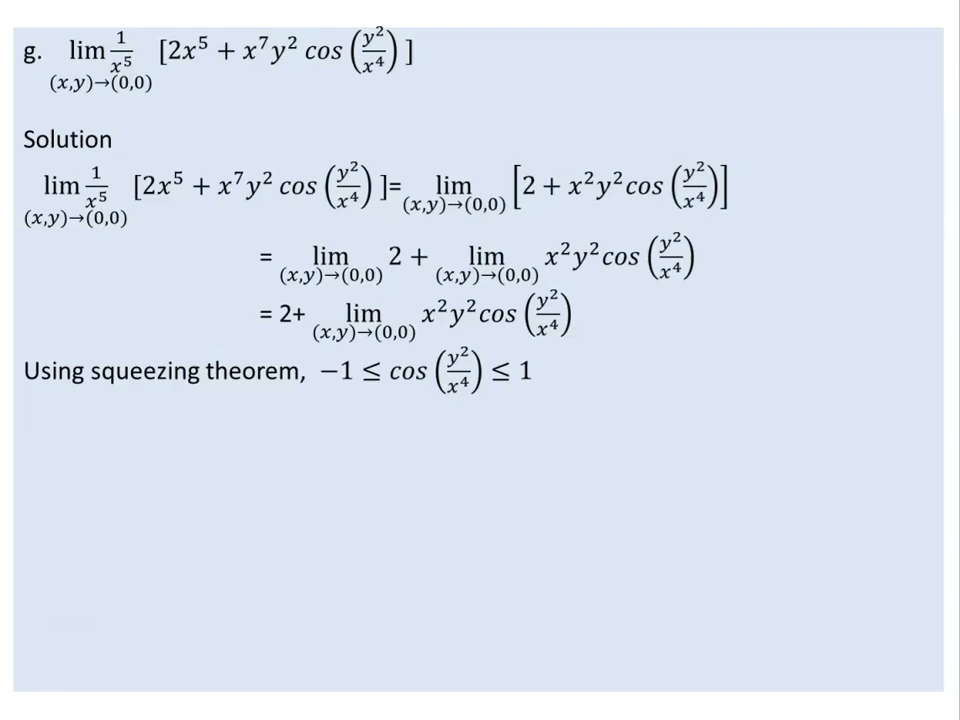 g. lim 1/x⁵ [2x⁵ + x⁷y² cos (y²/x⁴) ]
(x,y)→(0,0)
Solution
lim 1/x⁵ [2x⁵ + x⁷y² cos (y²/x⁴) ]= lim [2 + x²y²cos (y²/x⁴)]
(x,y)→(0,0) (x,y)→(0,0)
= lim 2 + lim x²y²cos (y²/x⁴)
(x,y)→(0,0) (x,y)→(0,0)
= 2+ lim x²y²cos (y²/x⁴)
(x,y)→(0,0)
Using squeezing theorem, −1 ≤ cos (y²/x⁴) ≤ 1